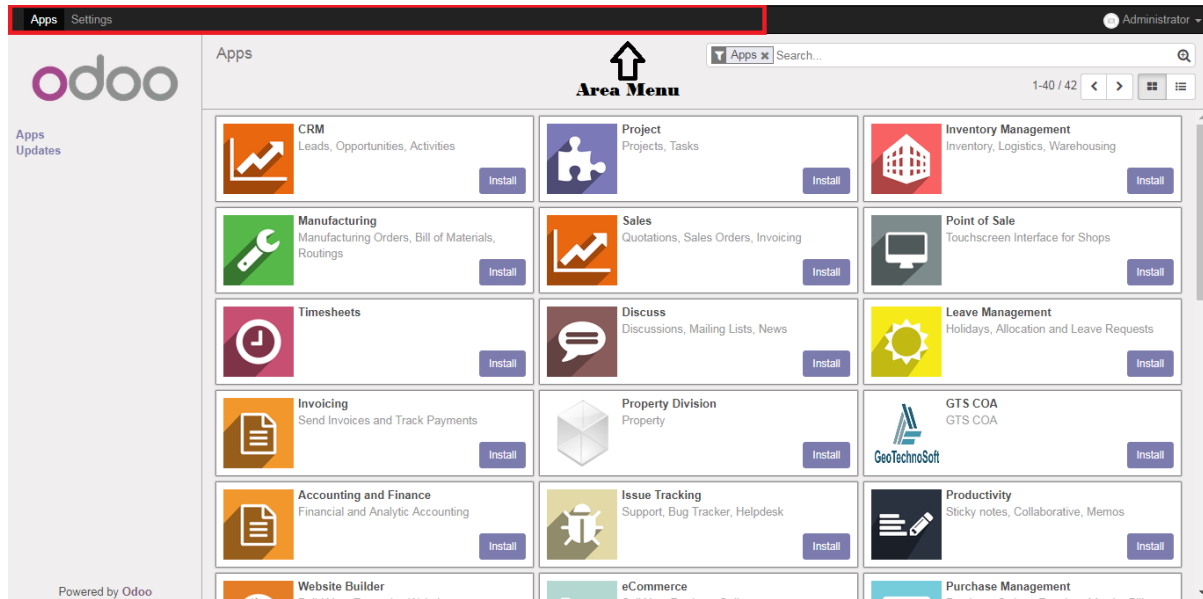 Apps Settings
Administrator
odoo
Apps
Updates
Powered by Odoo
Apps
Area Menu
Apps Search...
1-40 / 42
CRM
Leads, Opportunities, Activities
Install
Project
Projects, Tasks
Install
Inventory Management
Inventory, Logistics, Warehousing
Install
Manufacturing
Manufacturing Orders, Bill of Materials,
Routings
Install
Sales
Quotations, Sales Orders, Invoicing
Install
Point of Sale
Touchscreen Interface for Shops
Install
Timesheets
Install
Discuss
Discussions, Mailing Lists, News
Install
Leave Management
Holidays, Allocation and Leave Requests
Install
Invoicing
Send Invoices and Track Payments
Install
Property Division
Property
Install
GTS COA
GTS COA
GeoTechnoSoft
Install
Accounting and Finance
Financial and Analytic Accounting
Install
Issue Tracking
Support, Bug Tracker, Helpdesk
Install
Productivity
Sticky notes, Collaborative, Memos
Install
Website Builder
eCommerce
Purchase Management